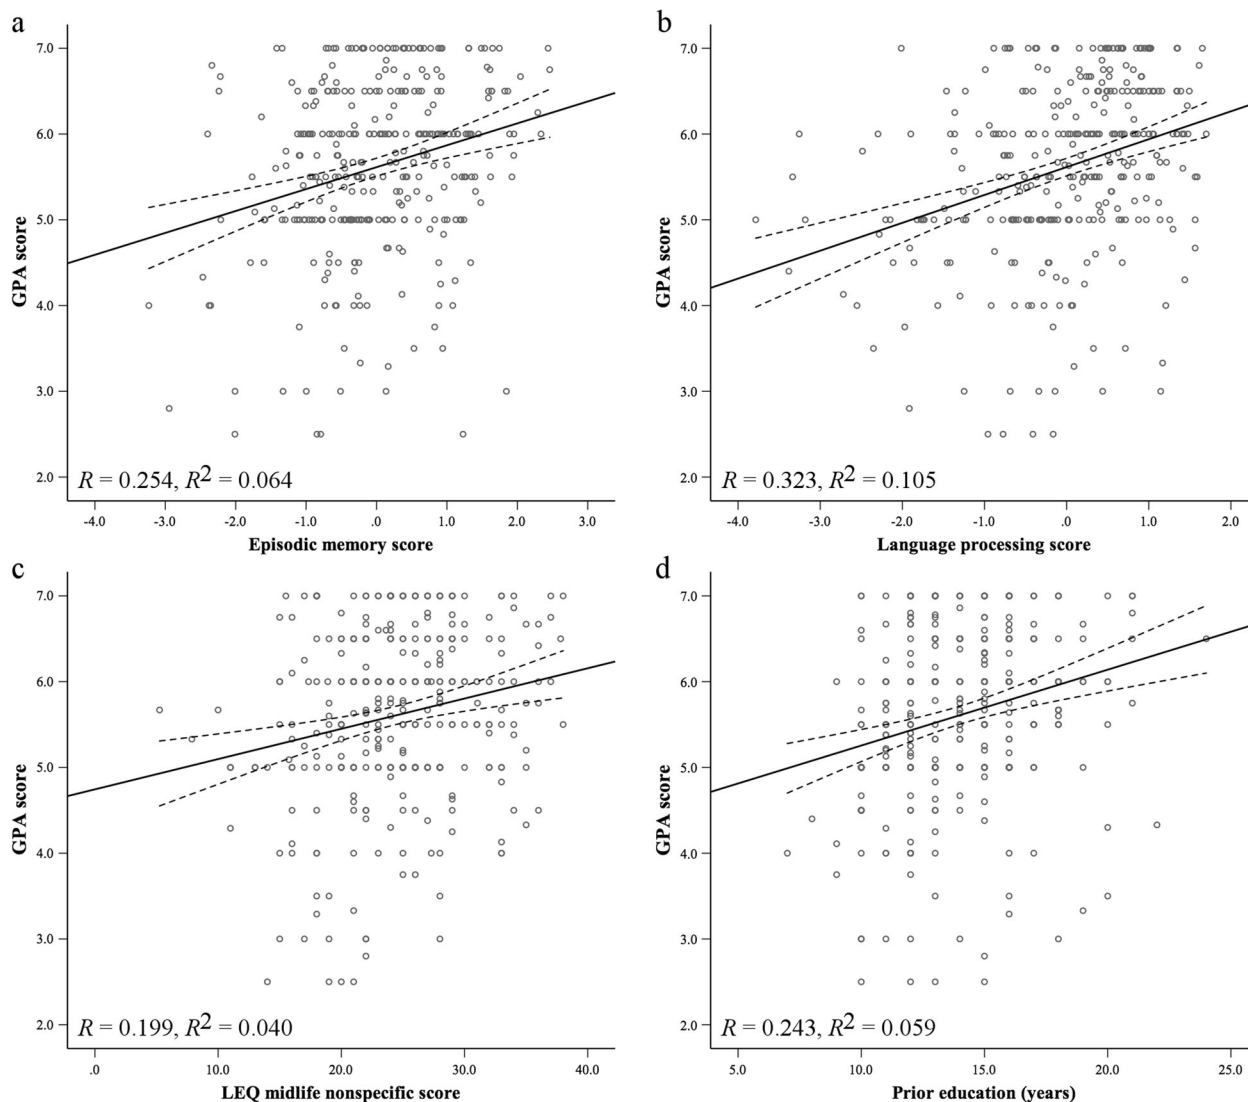 a
7.0
6.0
5.0
4.0
3.0
2.0
GPA score
R = 0.254, R² = 0.064
-4.0 -3.0 -2.0 -1.0 .0 1.0 2.0 3.0
Episodic memory score
b
7.0
6.0
5.0
4.0
3.0
2.0
GPA score
R = 0.323, R² = 0.105
-4.0 -3.0 -2.0 -1.0 .0 1.0 2.0
Language processing score
c
7.0
6.0
5.0
4.0
3.0
2.0
GPA score
R = 0.199, R² = 0.040
.0 10.0 20.0 30.0 40.0
LEQ midlife nonspecific score
d
7.0
6.0
5.0
4.0
3.0
2.0
GPA score
R = 0.243, R² = 0.059
5.0 10.0 15.0 20.0 25.0
Prior education (years)